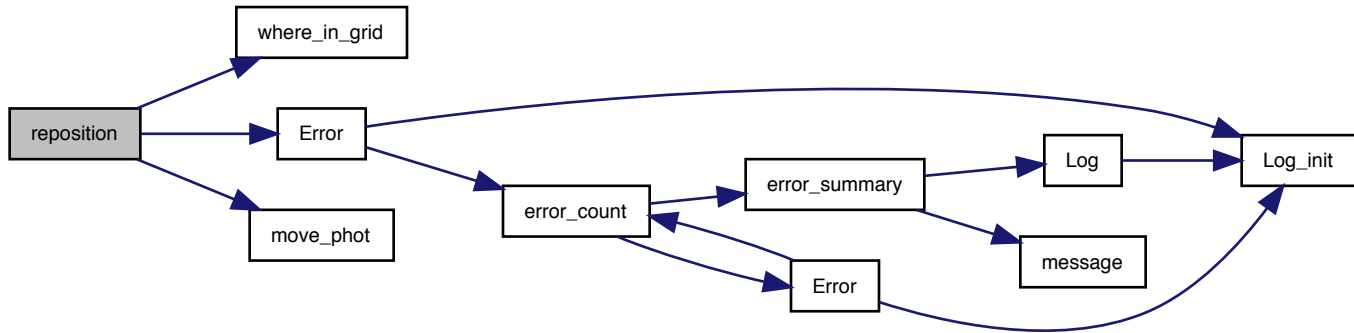 where_in_grid
reposition
Error
move_phot
error_count
error_summary
Error
Log
message
Log_init